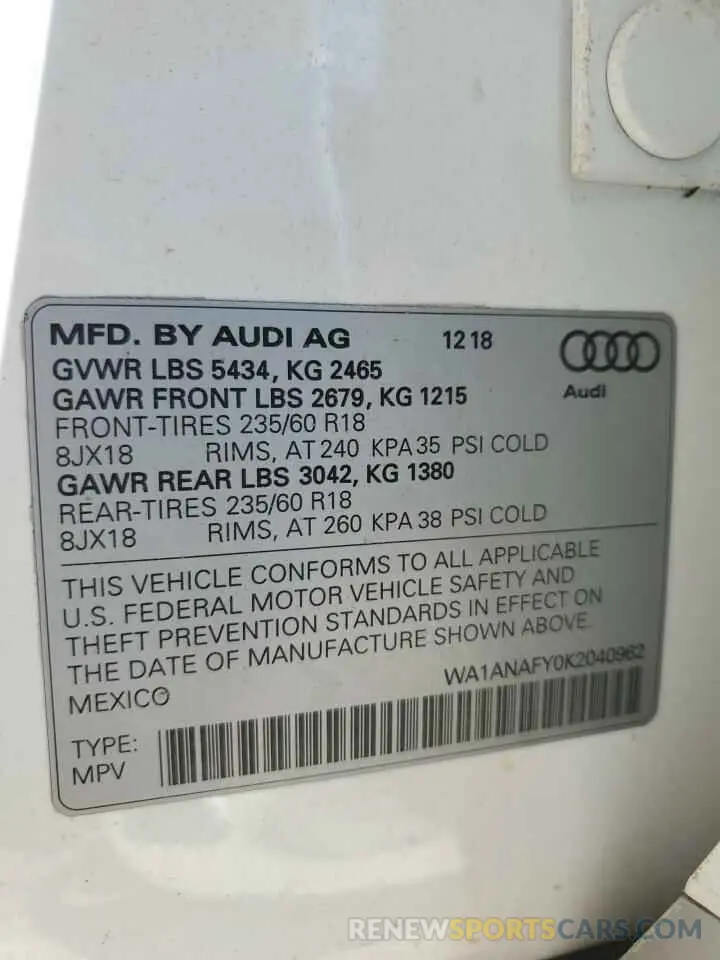 MFD. BY AUDI AG 12 18
GVWR LBS 5434, KG 2465
GAWR FRONT LBS 2679, KG 1215
Audi
FRONT-TIRES 235/60 R18
8JX18 RIMS, AT 240 KPA 35 PSI COLD
GAWR REAR LBS 3042, KG 1380
REAR-TIRES 235/60 R18
8JX18 RIMS, AT 260 KPA 38 PSI COLD
THIS VEHICLE CONFORMS TO ALL APPLICABLE
U.S. FEDERAL MOTOR VEHICLE SAFETY AND
THEFT PREVENTION STANDARDS IN EFFECT ON
THE DATE OF MANUFACTURE SHOWN ABOVE.
MEXICO WA1ANAFY0K2040962
TYPE:
MPV
RENEWSPORTSCARS.COM